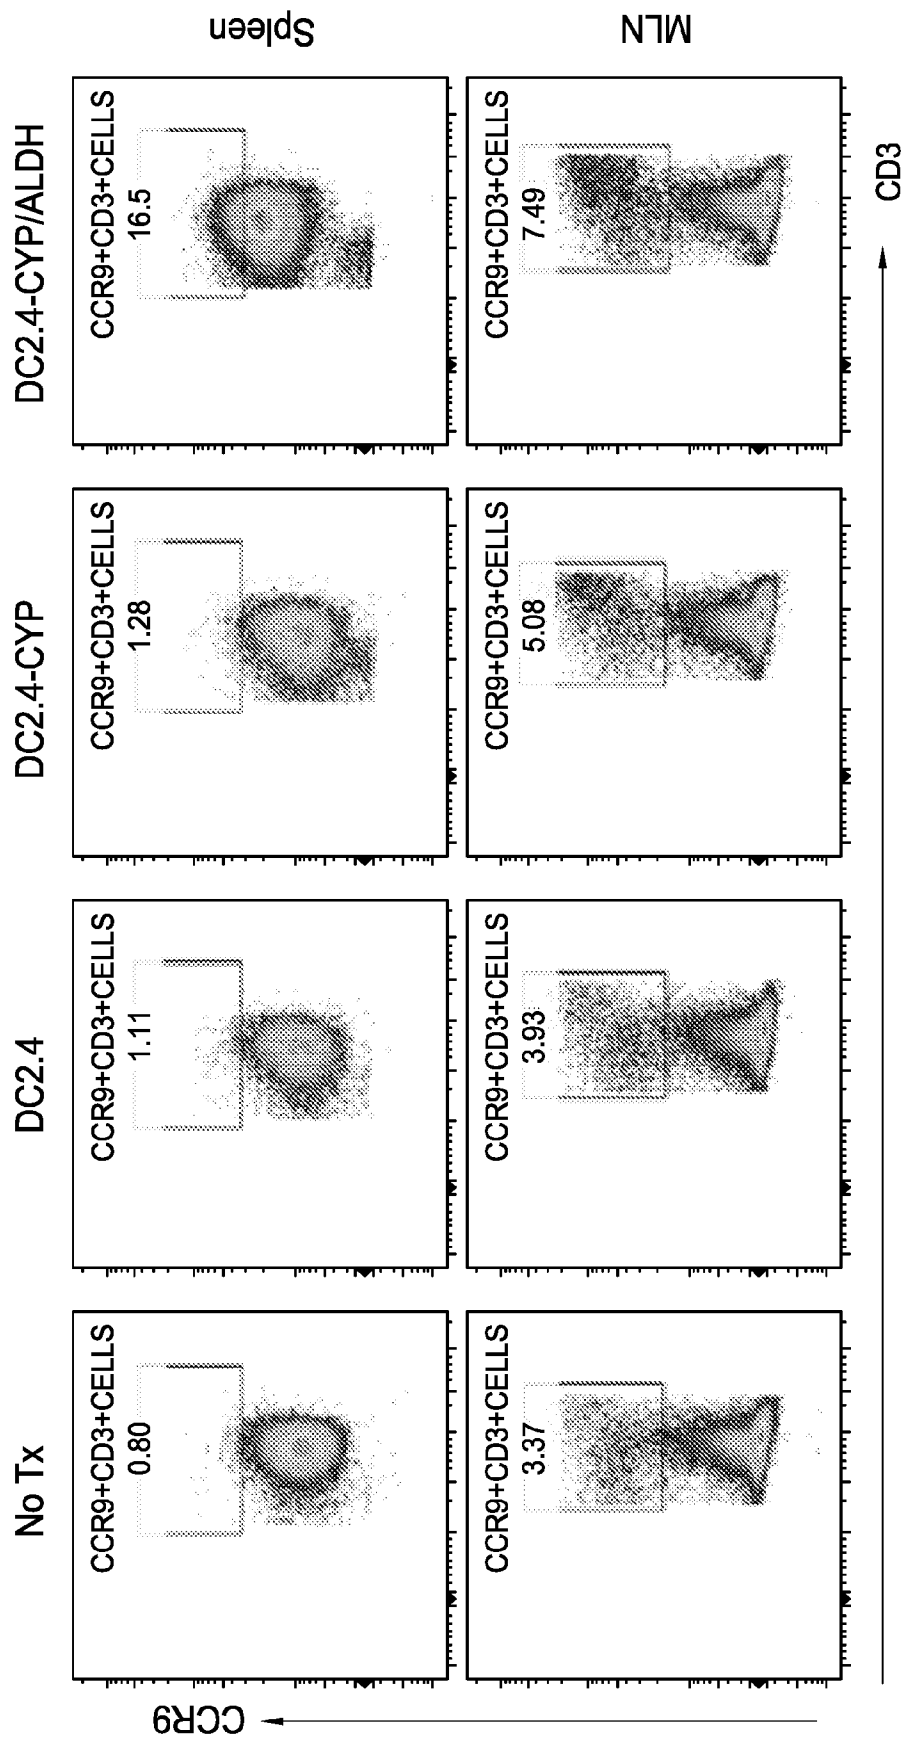 No Tx
DC2.4
DC2.4-CYP
DC2.4-CYP/ALDH
CCR9+CD3+CELLS
0.80
CCR9+CD3+CELLS
1.11
CCR9+CD3+CELLS
1.28
CCR9+CD3+CELLS
16.5
Spleen
CCR9+CD3+CELLS
3.37
CCR9+CD3+CELLS
3.93
CCR9+CD3+CELLS
5.08
CCR9+CD3+CELLS
7.49
MLN
CCR9
CD3